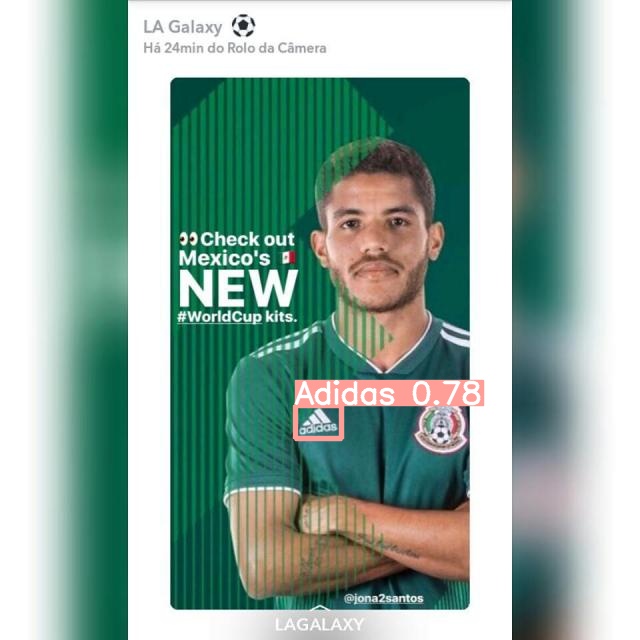 LA Galaxy
Há 24min do Rolo da Câmera
Check out
Mexico's
NEW
#WorldCup kits.
Adidas 0.78
adidas
@jona2santos
LAGALAXY